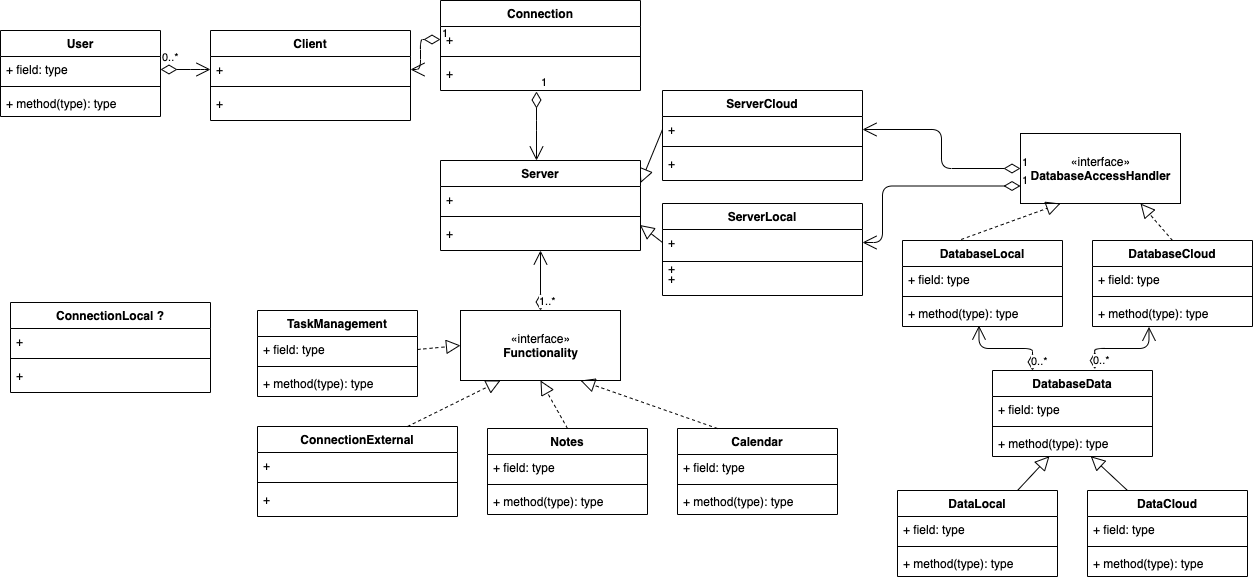 Connection
+
+
1
1
User
+ field: type
+ method(type): type
0..*
Client
+
+
ServerCloud
+
+
«interface»
DatabaseAccessHandler
1
1
Server
+
+
ServerLocal
+
+
+
DatabaseLocal
+ field: type
+ method(type): type
DatabaseCloud
+ field: type
+ method(type): type
ConnectionLocal ?
+
+
TaskManagement
+ field: type
+ method(type): type
1..*
«interface»
Functionality
0..*
0..*
DatabaseData
+ field: type
+ method(type): type
ConnectionExternal
+
+
Notes
+ field: type
+ method(type): type
Calendar
+ field: type
+ method(type): type
DataLocal
+ field: type
+ method(type): type
DataCloud
+ field: type
+ method(type): type